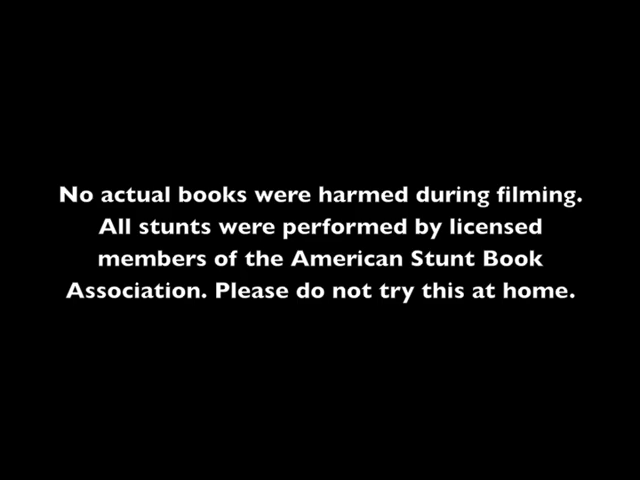 No actual books were harmed during filming.
All stunts were performed by licensed
members of the American Stunt Book
Association. Please do not try this at home.